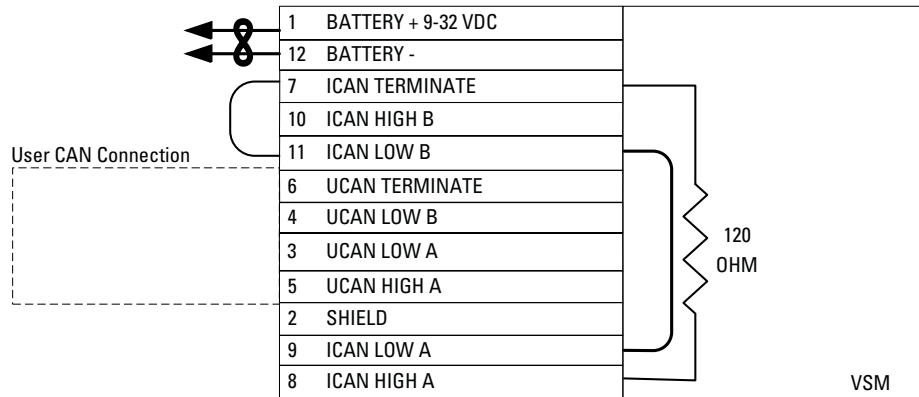 1 BATTERY + 9-32 VDC
12 BATTERY -
7 ICAN TERMINATE
10 ICAN HIGH B
11 ICAN LOW B
User CAN Connection
6 UCAN TERMINATE
4 UCAN LOW B
3 UCAN LOW A
5 UCAN HIGH A
2 SHIELD
9 ICAN LOW A
8 ICAN HIGH A
120
OHM
VSM